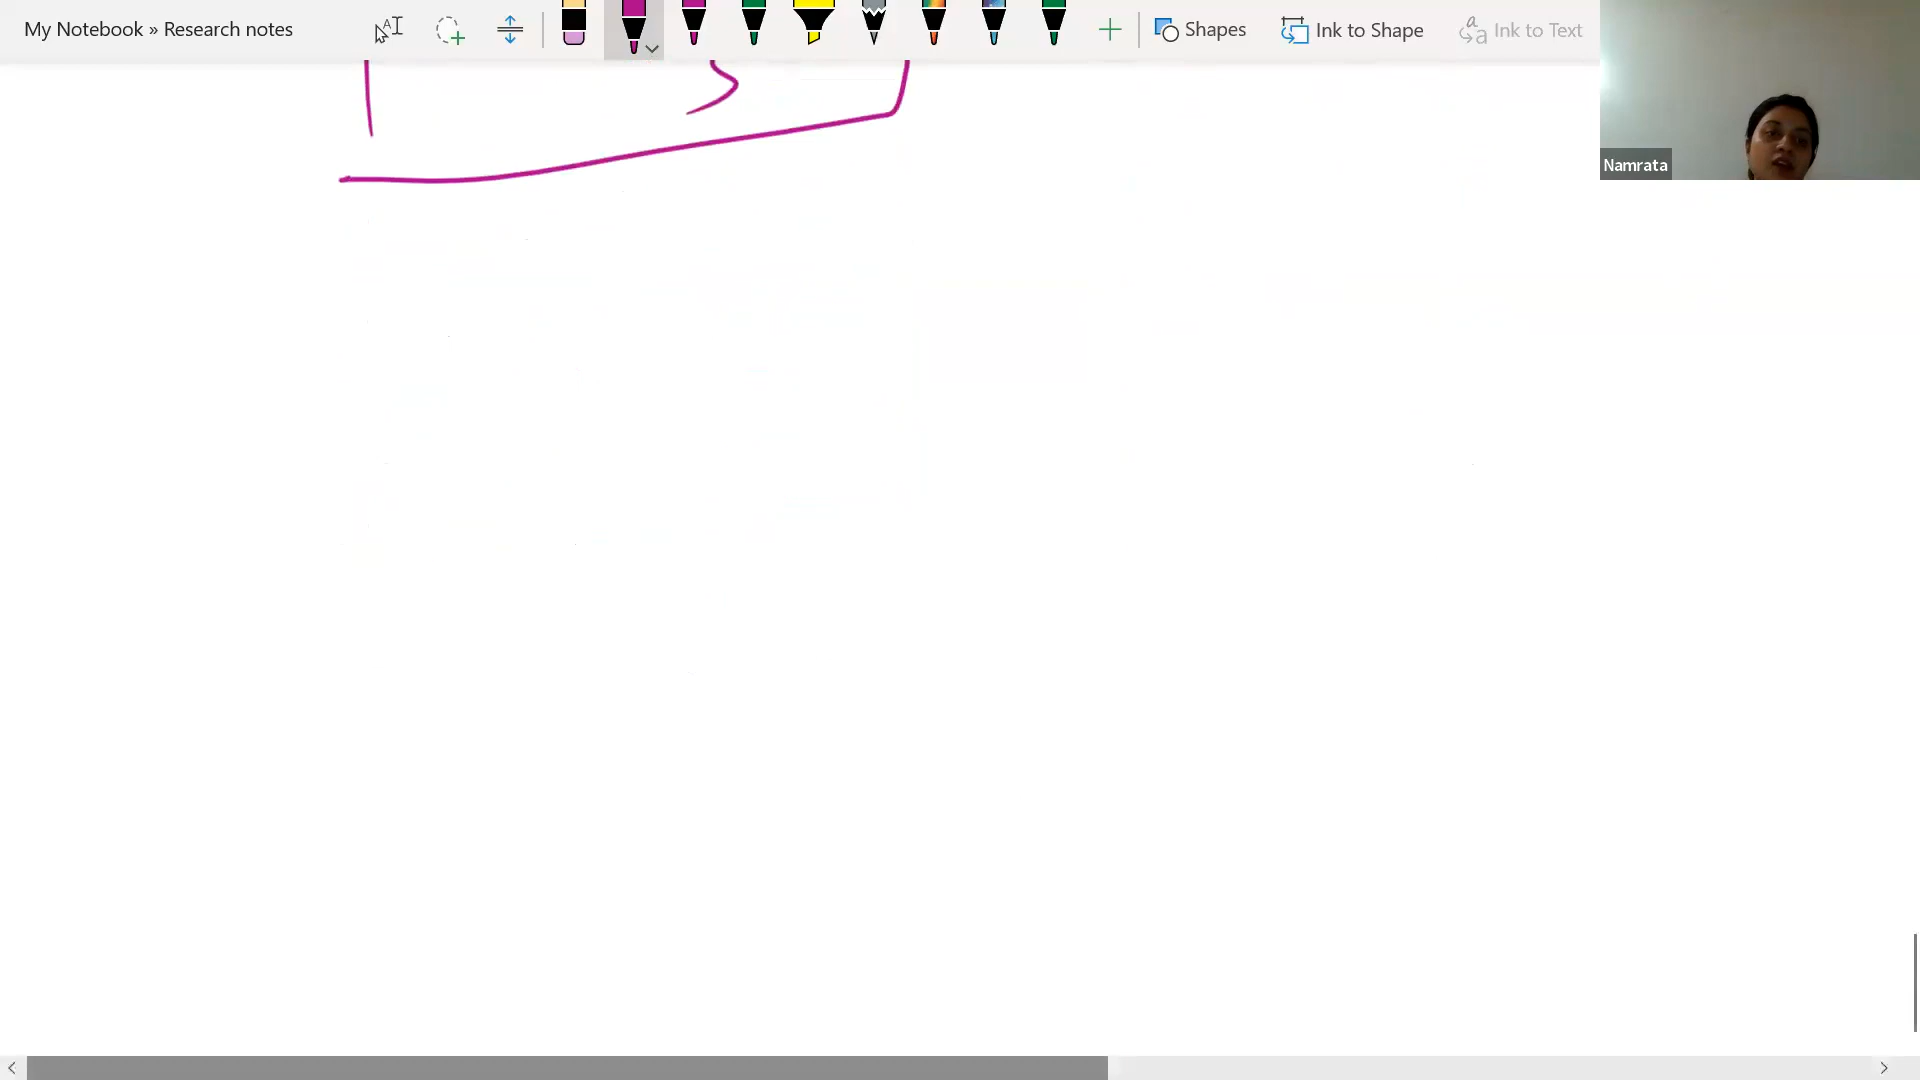 My Notebook » Research notes
Shapes
Ink to Shape
Ink to Text
Namrata